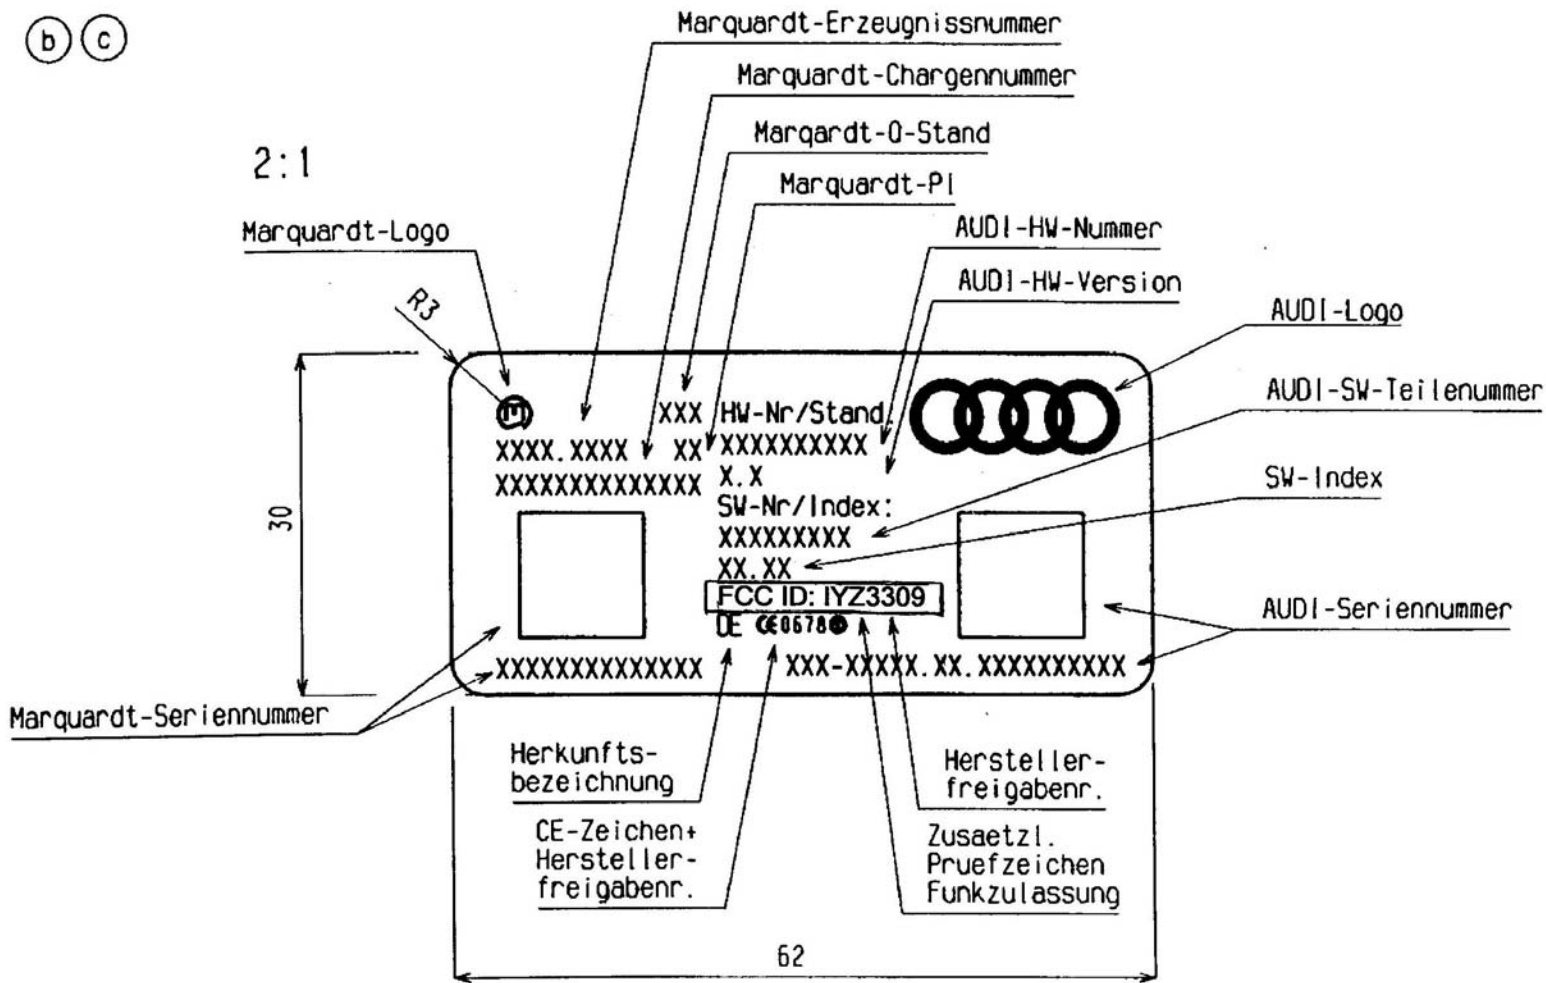 b c
Marquardt-Erzeugnissnummer
Marquardt-Chargennummer
Marqardt-O-Stand
2:1
Marquardt-PI
Marquardt-Logo
AUDI-HW-Nummer
AUDI-HW-Version
R3
AUDI-Logo
AUDI-SW-Teilenummer
XXX HW-Nr/Stand.
XXXX.XXXX XX XXXXXXXXXX
XXXXXXXXXXXXXX X.X
SW-Index
SW-Nr/Index:
30
XXXXXXXXX
XX.XX
FCC ID: IYZ3309
AUDI-Seriennummer
DE CE0678
XXXXXXXXXXXXXX XXX-XXXXX.XX.XXXXXXXXXX
Marquardt-Seriennummer
Herkunfts-
bezeichnung
Hersteller-
freigabenr.
CE-Zeichen+
Hersteller-
freigabenr.
Zusaetzl.
Pruefzeichen
Funkzulassung
62